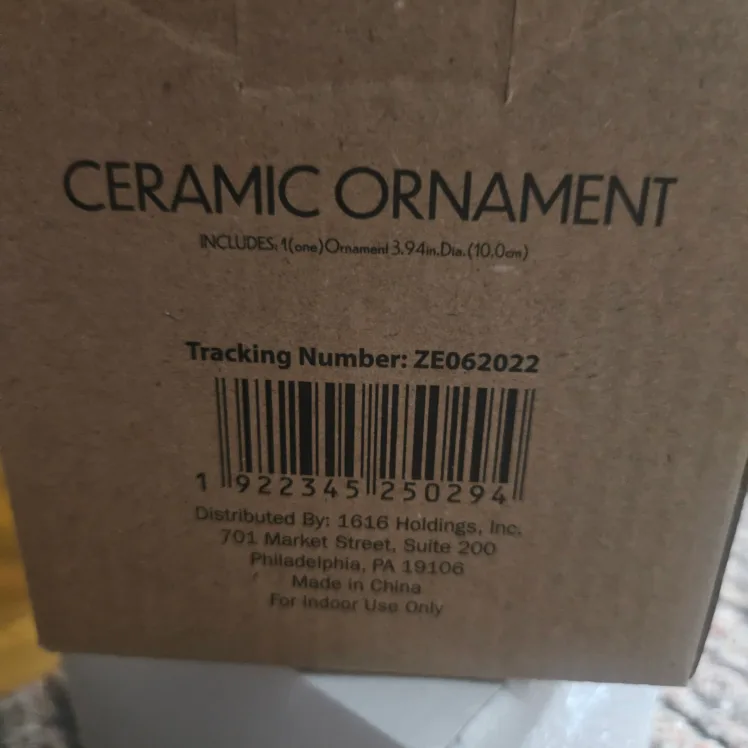 CERAMIC ORNAMENT
INCLUDES: 1(one)Ornament 3.94in.Dia.(10.0cm)
Tracking Number: ZE062022
1 922345 250294
Distributed By: 1616 Holdings, Inc.
701 Market Street, Suite 200
Philadelphia, PA 19106
Made in China
For Indoor Use Only